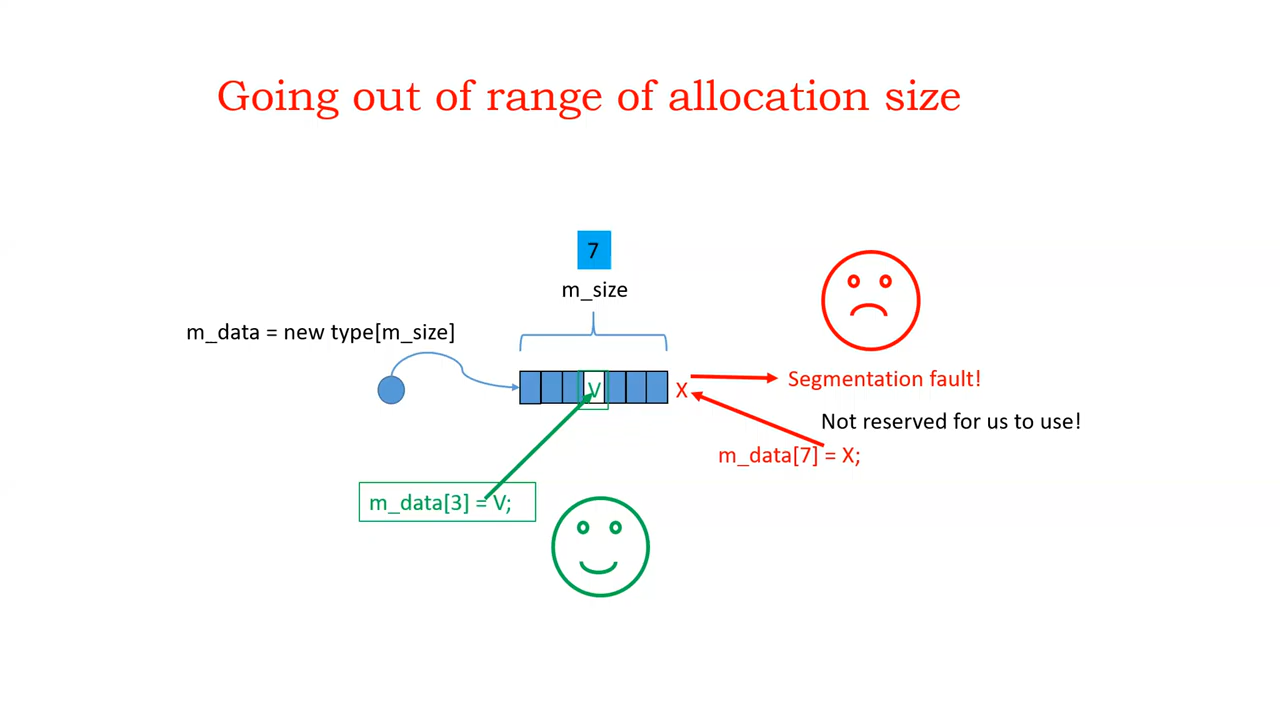 Going out of range of allocation size
7
m_size
m_data = new type[m_size]
V
X
Segmentation fault!
Not reserved for us to use!
m_data[7] = X;
m_data[3] = V;